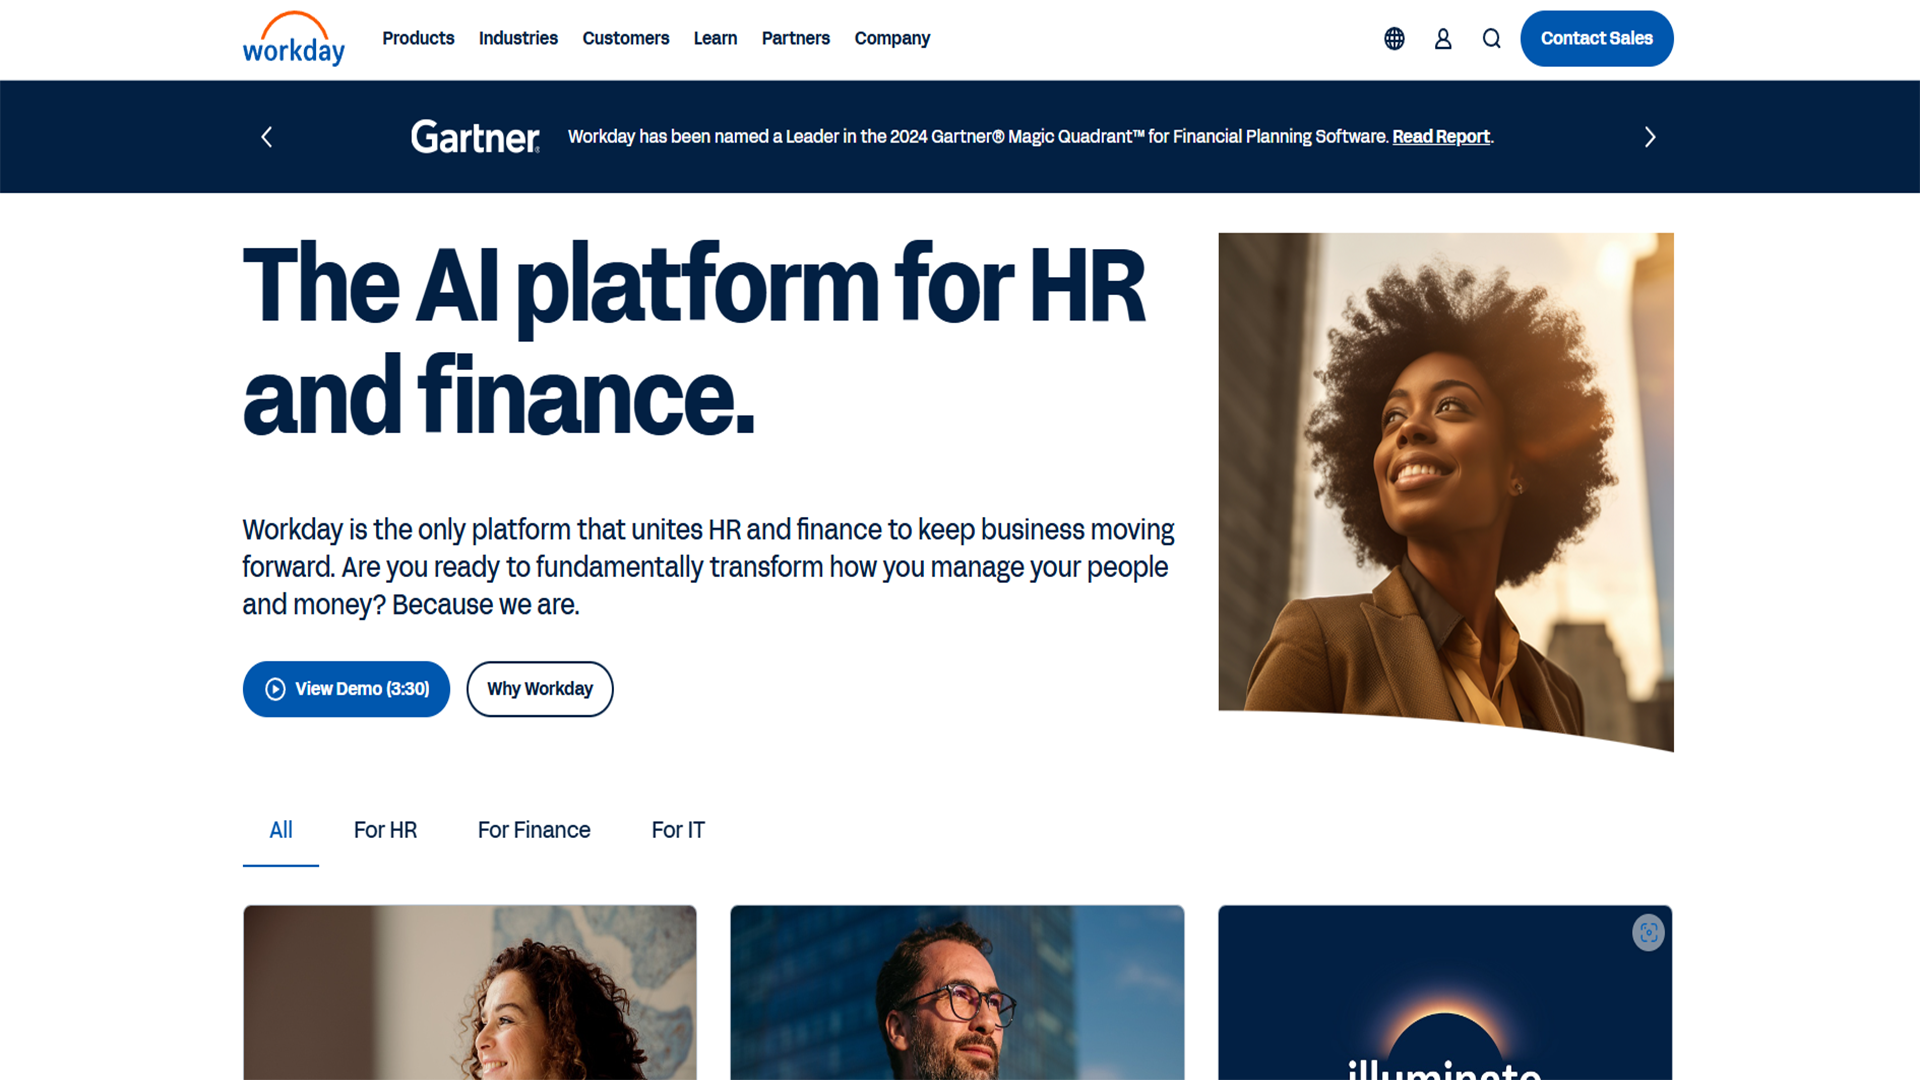 workday
Products
Industries
Customers
Learn
Partners
Company
Contact Sales
Gartner®
Workday has been named a Leader in the 2024 Gartner® Magic Quadrant™ for Financial Planning Software. Read Report.
The AI platform for HR
and finance.
Workday is the only platform that unites HR and finance to keep business moving
forward. Are you ready to fundamentally transform how you manage your people
and money? Because we are.
View Demo (3:30)
Why Workday
All
For HR
For Finance
For IT
illuminate